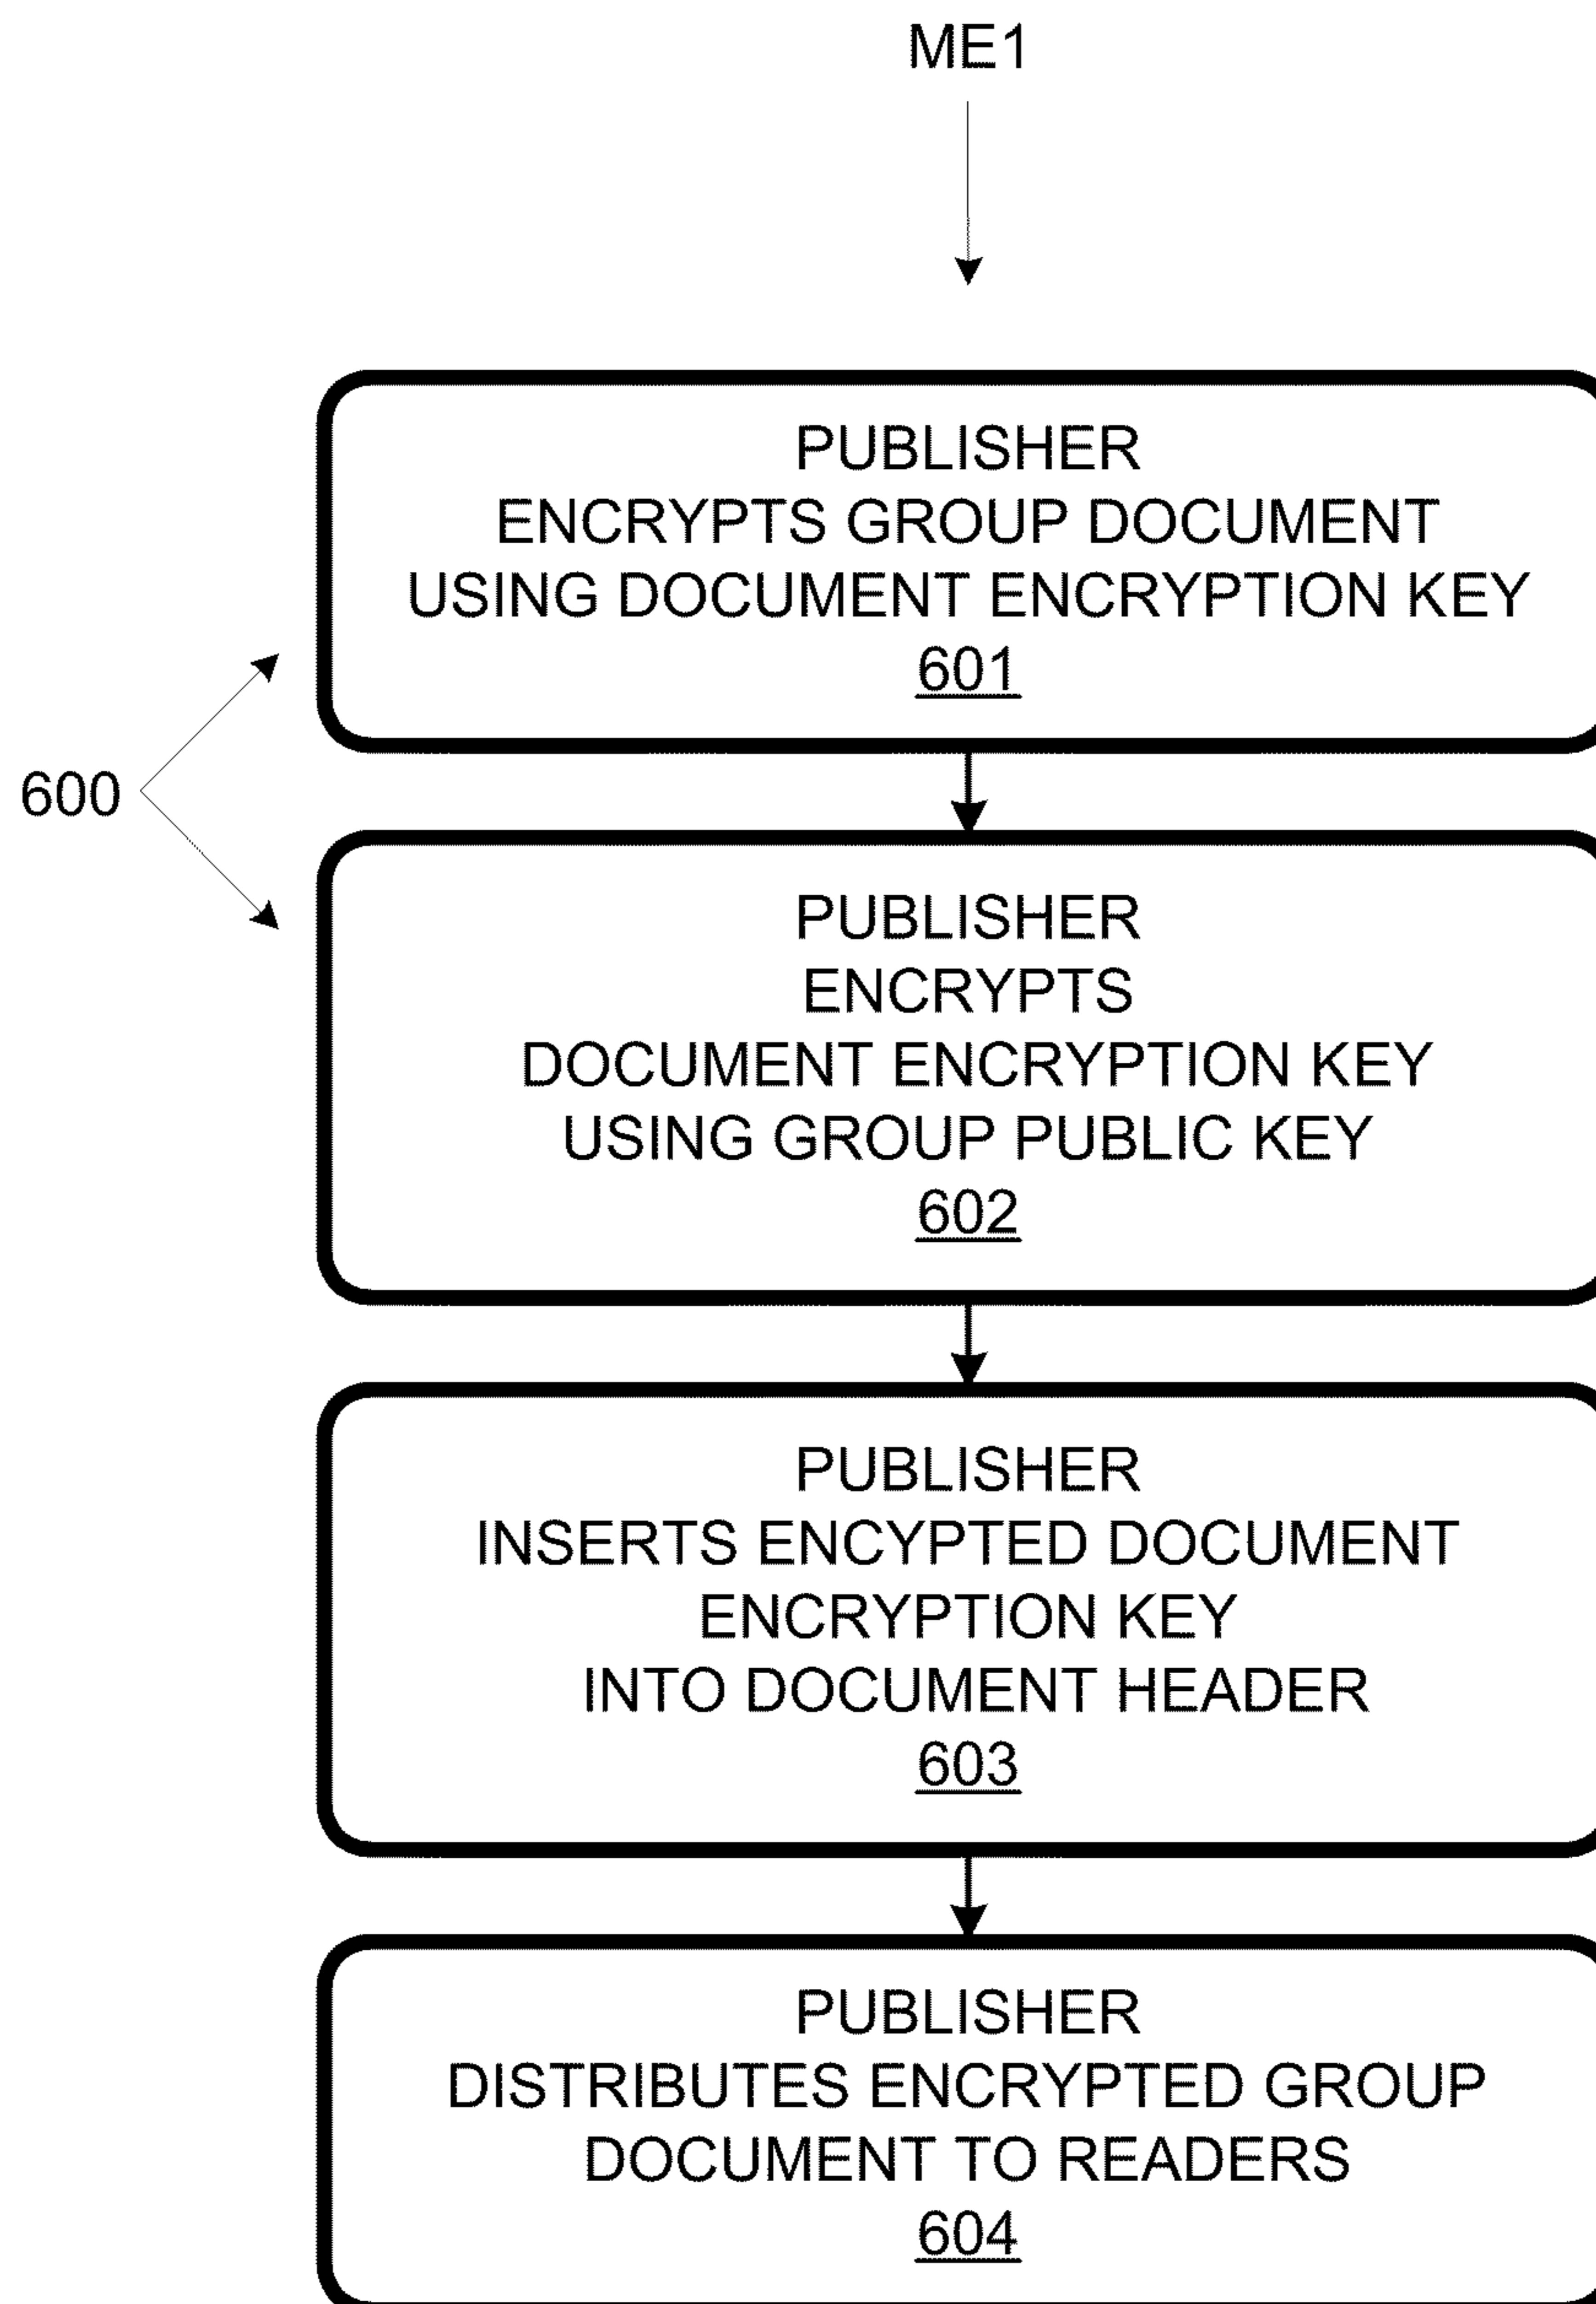 ME1
PUBLISHER
ENCRYPTS GROUP DOCUMENT
USING DOCUMENT ENCRYPTION KEY
601
600
PUBLISHER
ENCRYPTS
DOCUMENT ENCRYPTION KEY
USING GROUP PUBLIC KEY
602
PUBLISHER
INSERTS ENCYPTED DOCUMENT
ENCRYPTION KEY
INTO DOCUMENT HEADER
603
PUBLISHER
DISTRIBUTES ENCRYPTED GROUP
DOCUMENT TO READERS
604